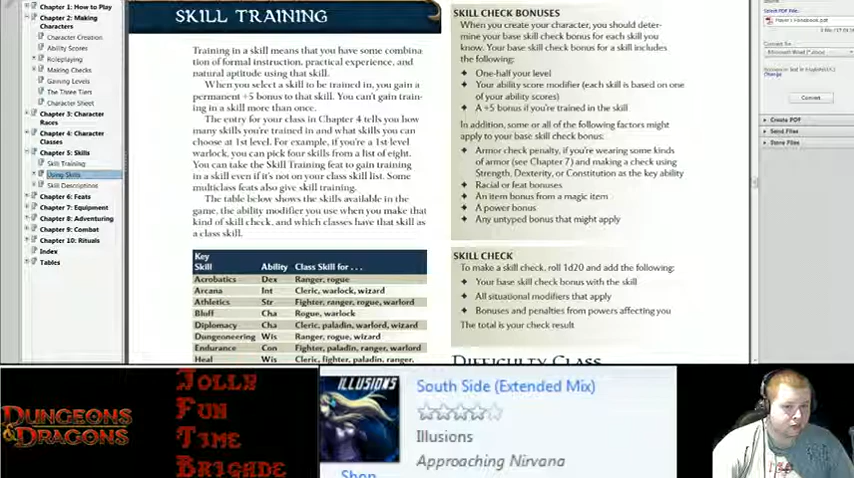 Chapter 1: How to Play
Chapter 2: Making
Characters
Character Creation
Ability Scores
Roleplaying
Making Checks
Gaining Levels
The Three Tiers
Character Sheet
Chapter 3: Character
Races
Chapter 4: Character
Classes
Chapter 5: Skills
Skill Training
Using Skills
Skill Descriptions
Chapter 6: Feats
Chapter 7: Equipment
Chapter 8: Adventuring
Chapter 9: Combat
Chapter 10: Rituals
Index
Tables
SKILL TRAINING
Training in a skill means that you have some combina-
tion of formal instruction, practical experience, and
natural aptitude using that skill.
When you select a skill to be trained in, you gain a
permanent +5 bonus to that skill. You can't gain train-
ing in a skill more than once.
The entry for your class in Chapter 4 tells you how
many skills you're trained in and what skills you can
choose at 1st level. For example, if you're a 1st level
warlock, you can pick four skills from a list of eight.
You can take the Skill Training feat to gain training
in a skill even if it's not on your class skill list. Some
multiclass feats also give skill training.
The table below shows the skills available in the
game, the ability modifier you use when you make that
kind of skill check, and which classes have that skill as
a class skill.
Key
Skill Ability Class Skill for . . .
Acrobatics Dex Ranger, rogue
Arcana Int Cleric, warlock, wizard
Athletics Str Fighter, ranger, rogue, warlord
Bluff Cha Rogue, warlock
Diplomacy Cha Cleric, paladin, warlord, wizard
Dungeoneering Wis Ranger, rogue, wizard
Endurance Con Fighter, paladin, ranger, warlord
Heal Wis Cleric, fighter, paladin, ranger,
SKILL CHECK BONUSES
When you create your character, you should deter-
mine your base skill check bonus for each skill you
know. Your base skill check bonus for a skill includes
the following:
One-half your level
Your ability score modifier (each skill is based on one
of your ability scores)
A +5 bonus if you're trained in the skill
In addition, some or all of the following factors might
apply to your base skill check bonus:
Armor check penalty, if you're wearing some kinds
of armor (see Chapter 7) and making a check using
Strength, Dexterity, or Constitution as the key ability
Racial or feat bonuses
An item bonus from a magic item
A power bonus
Any untyped bonus that might apply
SKILL CHECK
To make a skill check, roll 1d20 and add the following:
Your base skill check bonus with the skill
All situational modifiers that apply
Bonuses and penalties from powers affecting you
The total is your check result
DIFFICULTY CLASS
Convert
Create PDF
Send Files
DUNGEONS
& DRAGONS
JOLLY
FUN
TIME
BRIGADE
ILLUSIONS
Shop
South Side (Extended Mix)
Illusions
Approaching Nirvana